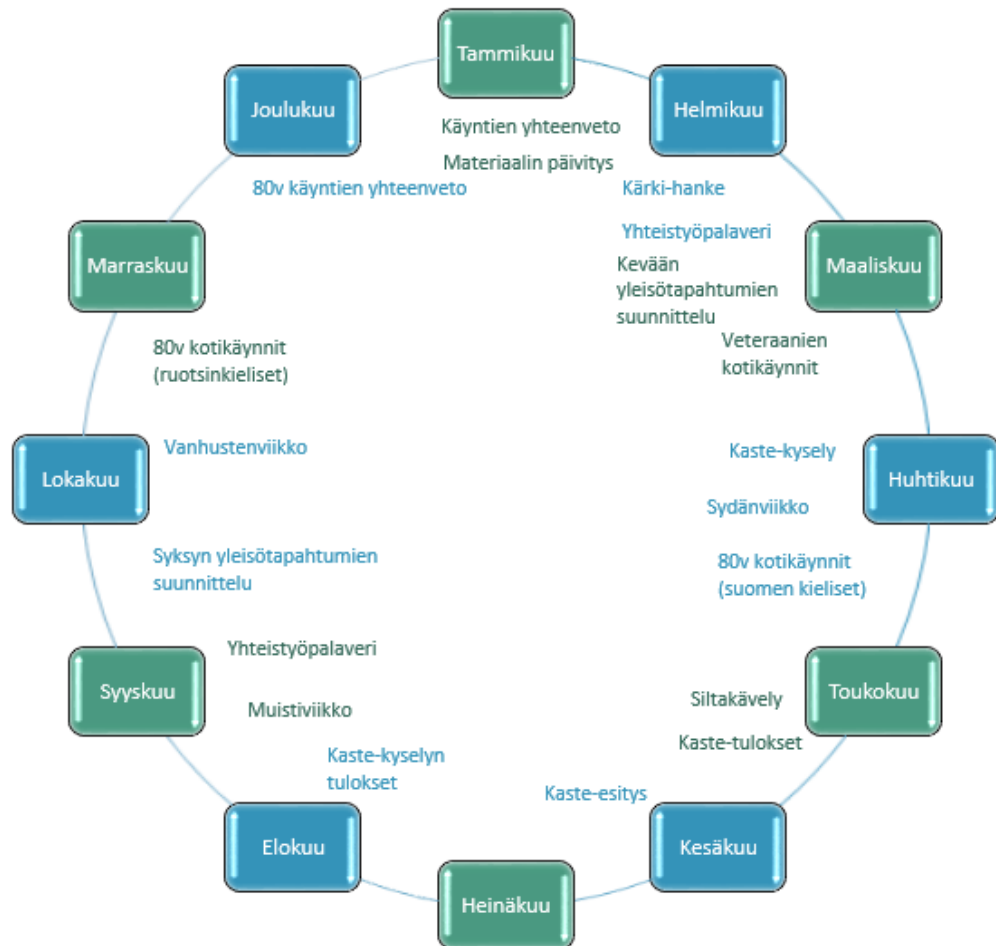 Tammikuu
Käyntien yhteenveto
Materiaalin päivitys
Helmikuu
Kärki-hanke
Yhteistyöpalaveri
Maaliskuu
Kevään
yleisötapahtumien
suunnittelu
Veteraanien
kotikäynnit
Huhtikuu
Kaste-kysely
Sydänviikko
80v kotikäynnit
(suomen kieliset)
Toukokuu
Siltakävely
Kaste-tulokset
Kesäkuu
Kaste-esitys
Heinäkuu
Elokuu
Kaste-kyselyn
tulokset
Syyskuu
Yhteistyöpalaveri
Muistiviikko
Lokakuu
Vanhustenviikko
Syksyn yleisötapahtumien
suunnittelu
Marraskuu
80v kotikäynnit
(ruotsinkieliset)
Joulukuu
80v käyntien yhteenveto